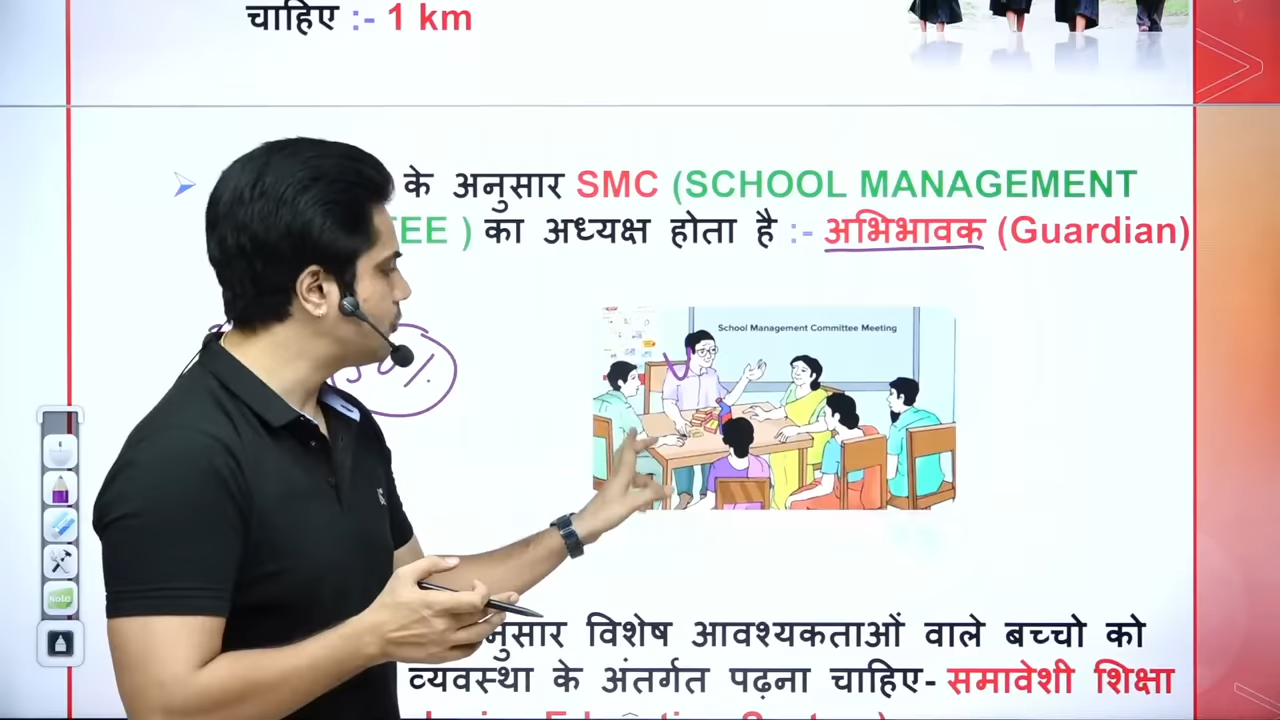 चाहिए :- 1 km
के अनुसार SMC (SCHOOL MANAGEMENT
EE ) का अध्यक्ष होता है :- अभिभावक (Guardian)
School Management Committee Meeting
नुसार विशेष आवश्यकताओं वाले बच्चो को
व्यवस्था के अंतर्गत पढ़ना चाहिए- समावेशी शिक्षा
Note